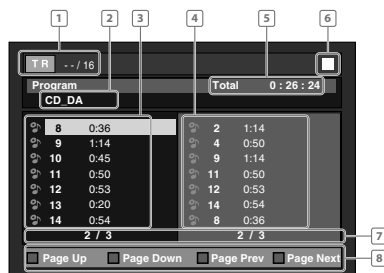 1 2 3 4 5 6
TR - - / 16
Program Total 0 : 26 : 24
CD_DA
8 0:36 2 1:14
9 1:14 4 0:50
10 0:45 9 1:14
11 0:50 11 0:50
12 0:53 12 0:53
13 0:20 14 0:54
14 0:54 8 0:36
2 / 3 2 / 3 7
Page Up Page Down Page Prev Page Next 8